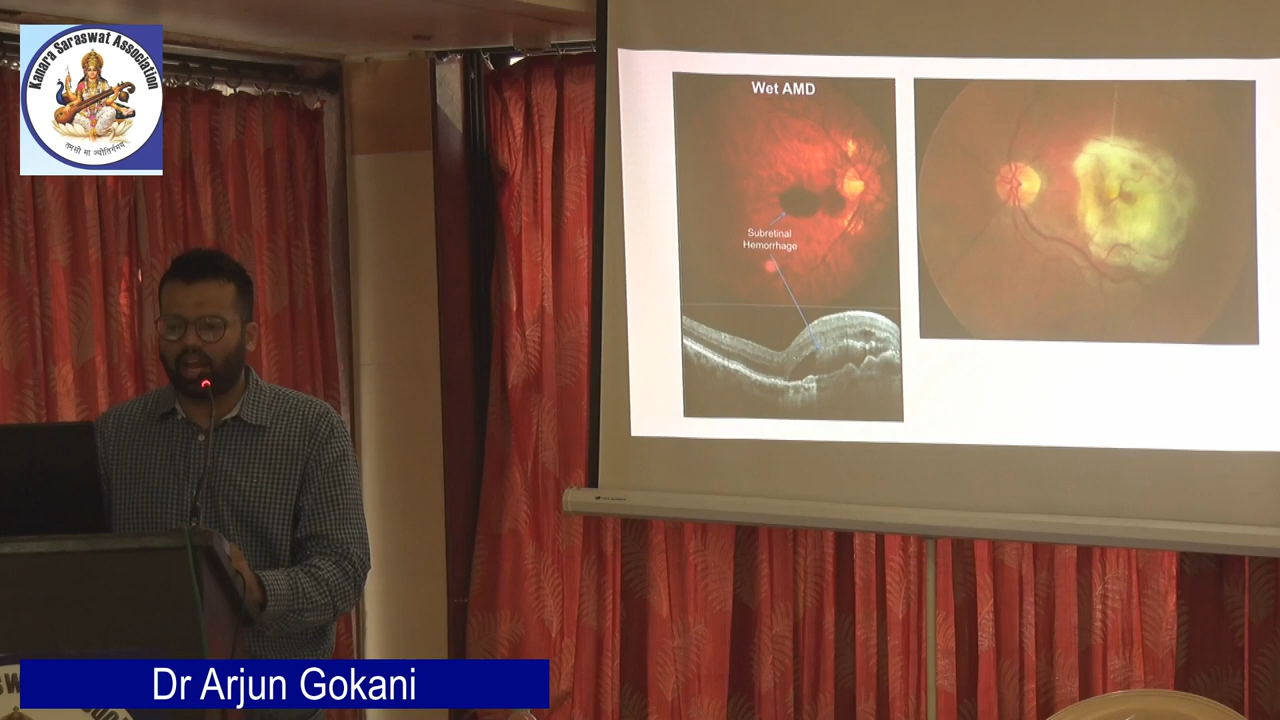 Kanara Saraswat Association
तमसो मा ज्योतिर्गमय
Wet AMD
Subretinal
Hemorrhage
Dr Arjun Gokani